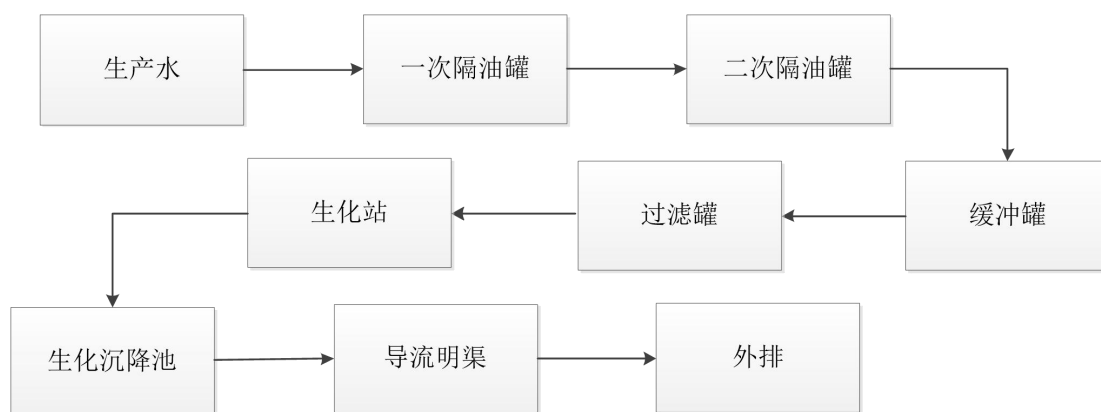 生产水
一次隔油罐
二次隔油罐
缓冲罐
过滤罐
生化站
生化沉降池
导流明渠
外排